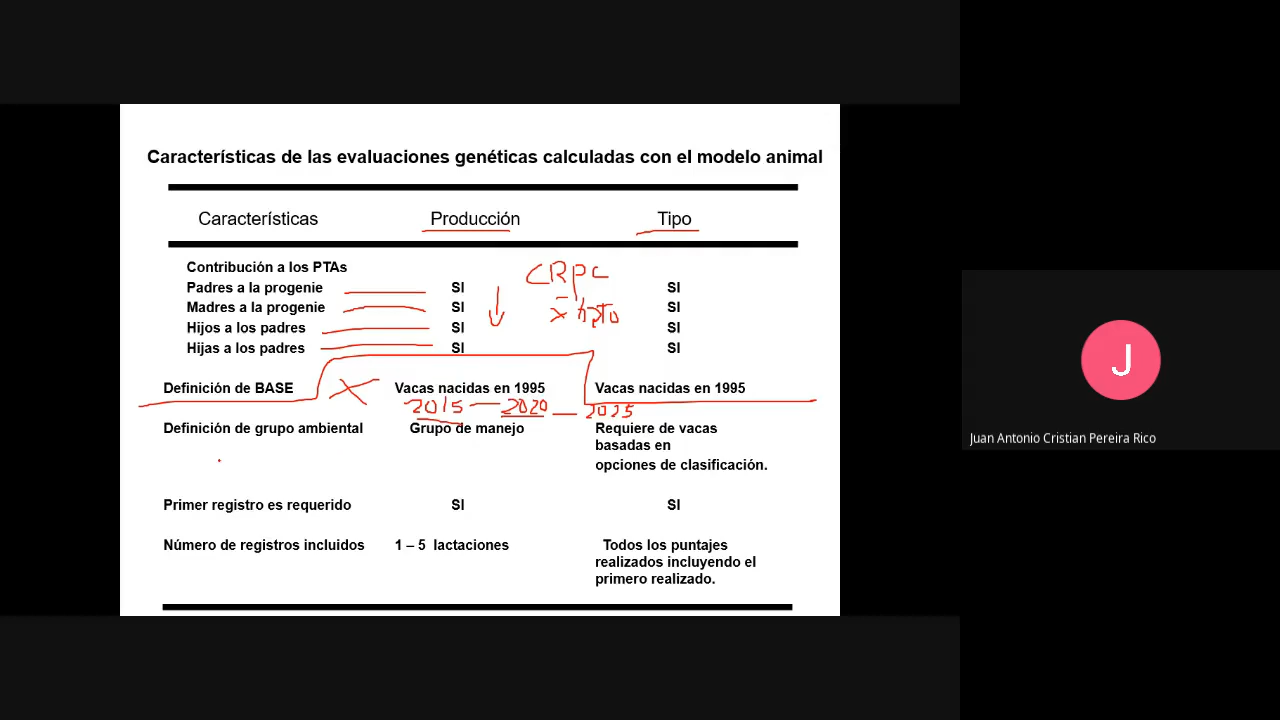 Características de las evaluaciones genéticas calculadas con el modelo animal
Características Producción Tipo
Contribución a los PTAs
CRPC
Padres a la progenie SI SI
Madres a la progenie SI SI
Hijos a los padres SI SI
Hijas a los padres SI SI
Definición de BASE Vacas nacidas en 1995 Vacas nacidas en 1995
2015 — 2020 — 2025
Definición de grupo ambiental Grupo de manejo Requiere de vacas
basadas en
opciones de clasificación.
Primer registro es requerido SI SI
Número de registros incluidos 1 – 5 lactaciones Todos los puntajes
realizados incluyendo el
primero realizado.
J
Juan Antonio Cristian Pereira Rico